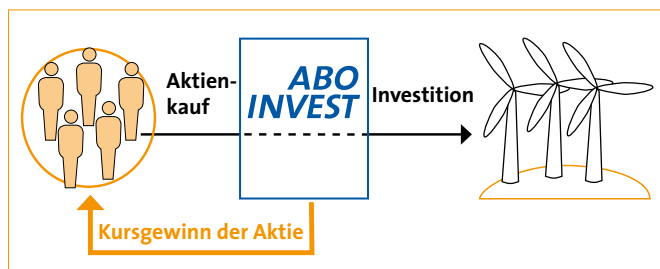 Aktien-
kauf
ABO
INVEST
Investition
Kursgewinn der Aktie